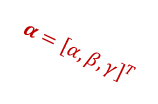 α = [α, β, γ]ᵀ